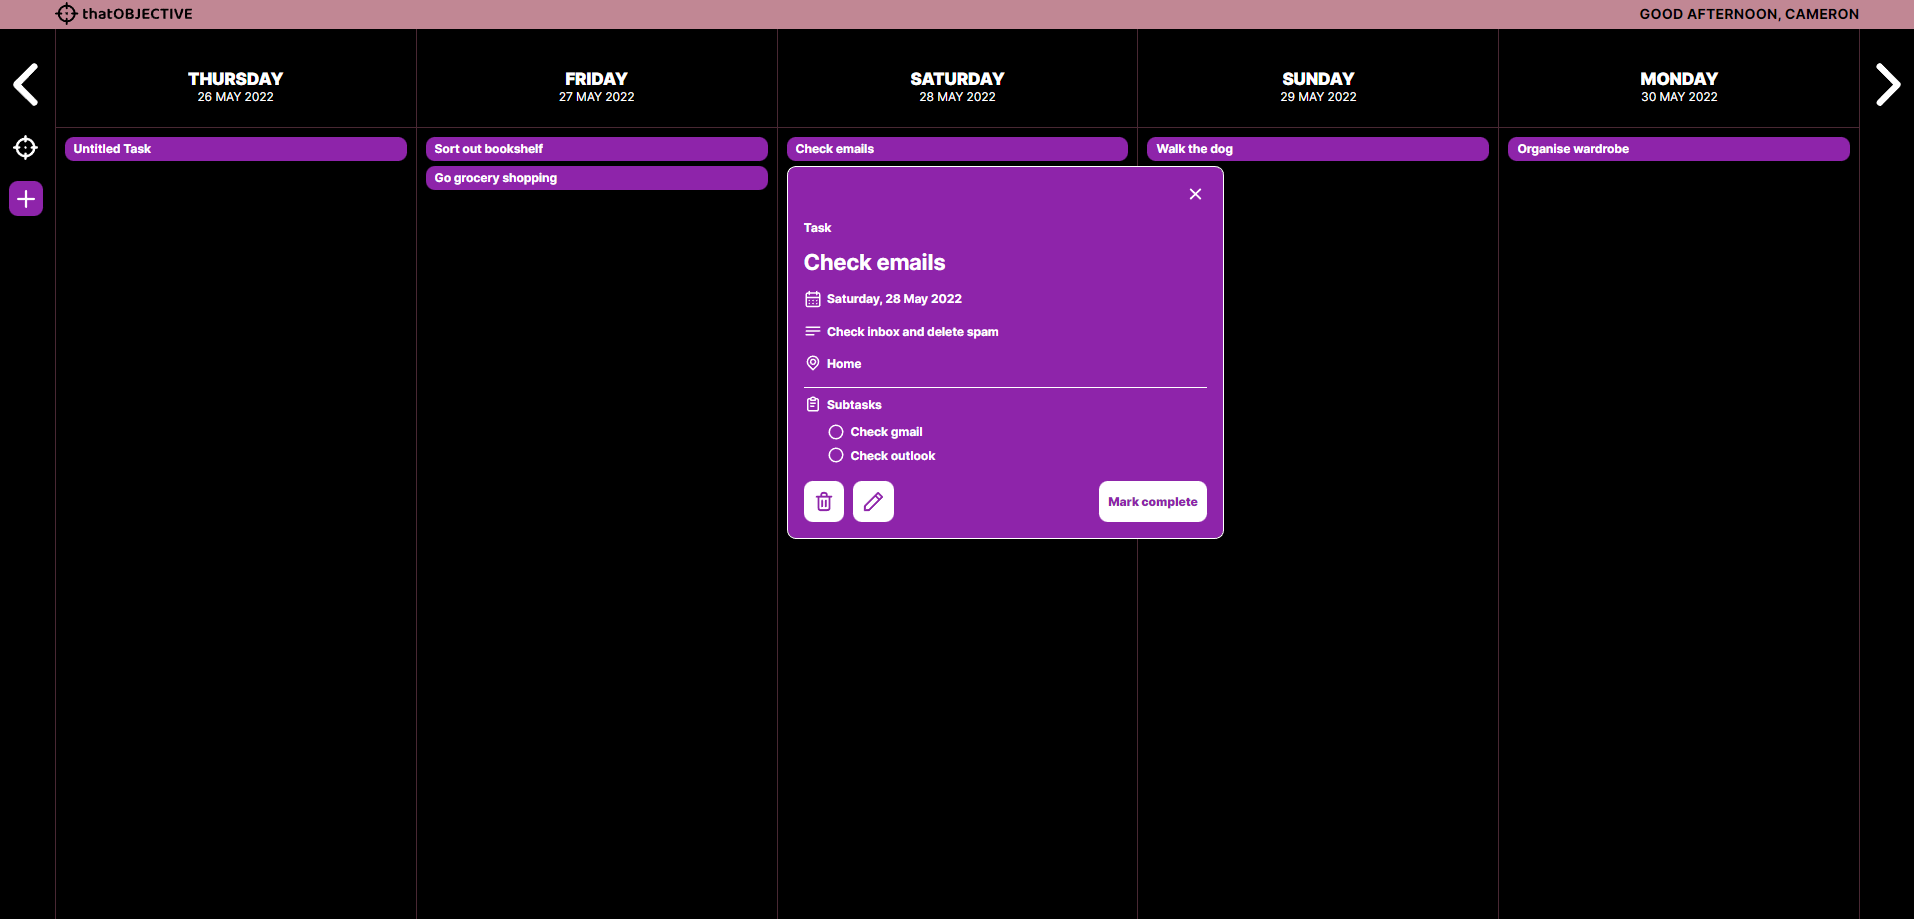 thatOBJECTIVE
GOOD AFTERNOON, CAMERON
THURSDAY
26 MAY 2022
FRIDAY
27 MAY 2022
SATURDAY
28 MAY 2022
SUNDAY
29 MAY 2022
MONDAY
30 MAY 2022
Untitled Task
Sort out bookshelf
Go grocery shopping
Check emails
Walk the dog
Organise wardrobe
Task
Check emails
Saturday, 28 May 2022
Check inbox and delete spam
Home
Subtasks
Check gmail
Check outlook
Mark complete